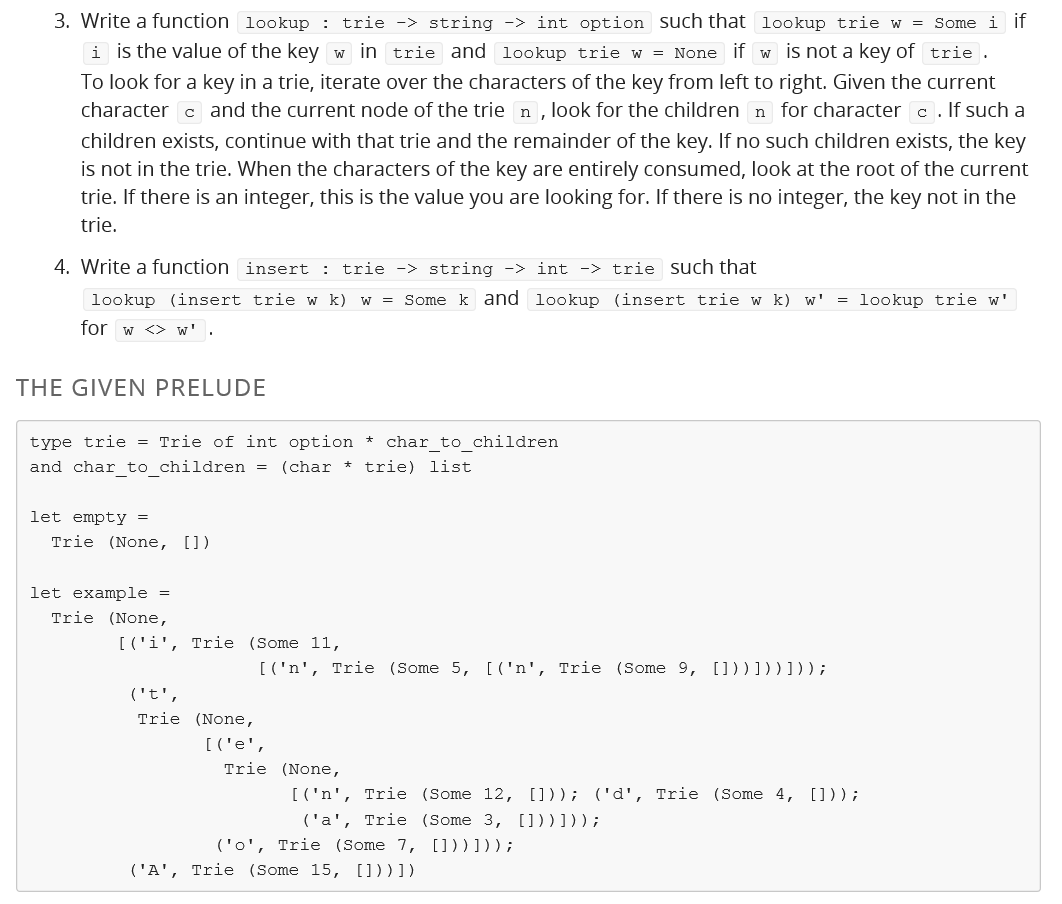 3. Write a function lookup : trie -> string -> int option such that lookup trie w = Some i if
i is the value of the key w in trie and lookup trie w = None if w is not a key of trie .
To look for a key in a trie, iterate over the characters of the key from left to right. Given the current
character c and the current node of the trie n , look for the children n for character c . If such a
children exists, continue with that trie and the remainder of the key. If no such children exists, the key
is not in the trie. When the characters of the key are entirely consumed, look at the root of the current
trie. If there is an integer, this is the value you are looking for. If there is no integer, the key not in the
trie.
4. Write a function insert : trie -> string -> int -> trie such that
lookup (insert trie w k) w = Some k and lookup (insert trie w k) w' = lookup trie w'
for w <> w' .
THE GIVEN PRELUDE
type trie = Trie of int option * char_to_children
and char_to_children = (char * trie) list
let empty =
  Trie (None, [])
let example =
  Trie (None,
        [('i', Trie (Some 11,
                     [('n', Trie (Some 5, [('n', Trie (Some 9, []))]))]));
         ('t',
          Trie (None,
                [('e',
                  Trie (None,
                        [('n', Trie (Some 12, [])); ('d', Trie (Some 4, []));
                         ('a', Trie (Some 3, []))]));
                 ('o', Trie (Some 7, []))]));
         ('A', Trie (Some 15, []))])